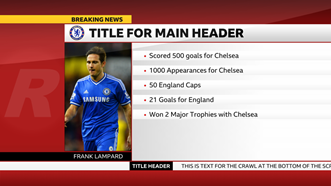 BREAKING NEWS
TITLE FOR MAIN HEADER
Scored 500 goals for Chelsea
1000 Appearances for Chelsea
50 England Caps
21 Goals for England
Won 2 Major Trophies with Chelsea
SAMSUNG
FRANK LAMPARD
TITLE HEADER
THIS IS TEXT FOR THE CRAWL AT THE BOTTOM OF THE SCR